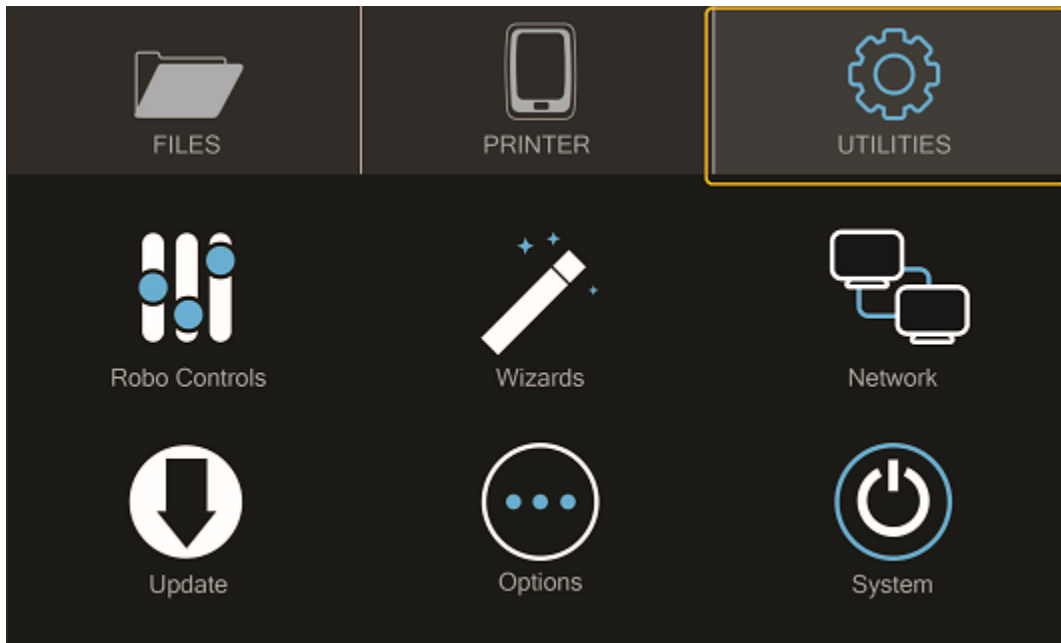 FILES
PRINTER
UTILITIES
Robo Controls
Wizards
Network
Update
Options
System